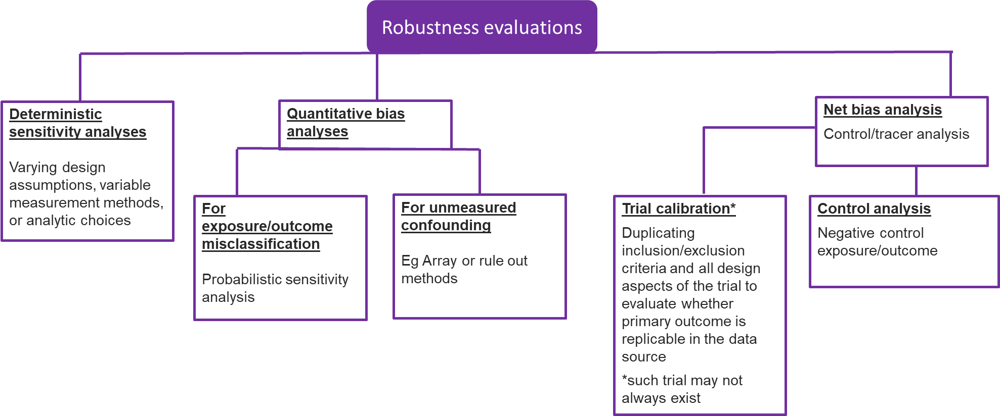 Robustness evaluations
Deterministic
sensitivity analyses
Varying design
assumptions, variable
measurement methods,
or analytic choices
Quantitative bias
analyses
For
exposure/outcome
misclassification
Probabilistic sensitivity
analysis
For unmeasured
confounding
Eg Array or rule out
methods
Net bias analysis
Control/tracer analysis
Trial calibration*
Duplicating
inclusion/exclusion
criteria and all design
aspects of the trial to
evaluate whether
primary outcome is
replicable in the data
source
*such trial may not
always exist
Control analysis
Negative control
exposure/outcome